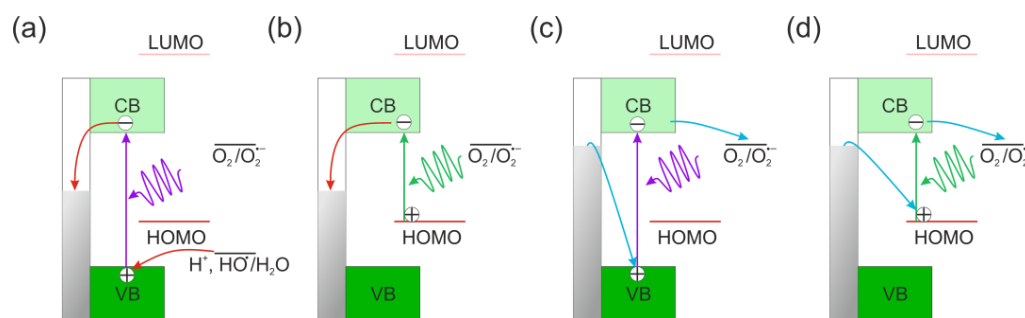 (a)
LUMO
CB
O₂/O₂•−
HOMO
H⁺, HO•/H₂O
VB
(b)
LUMO
CB
O₂/O₂•−
HOMO
VB
(c)
LUMO
CB
O₂/O₂•−
HOMO
VB
(d)
LUMO
CB
O₂/O₂•−
HOMO
VB